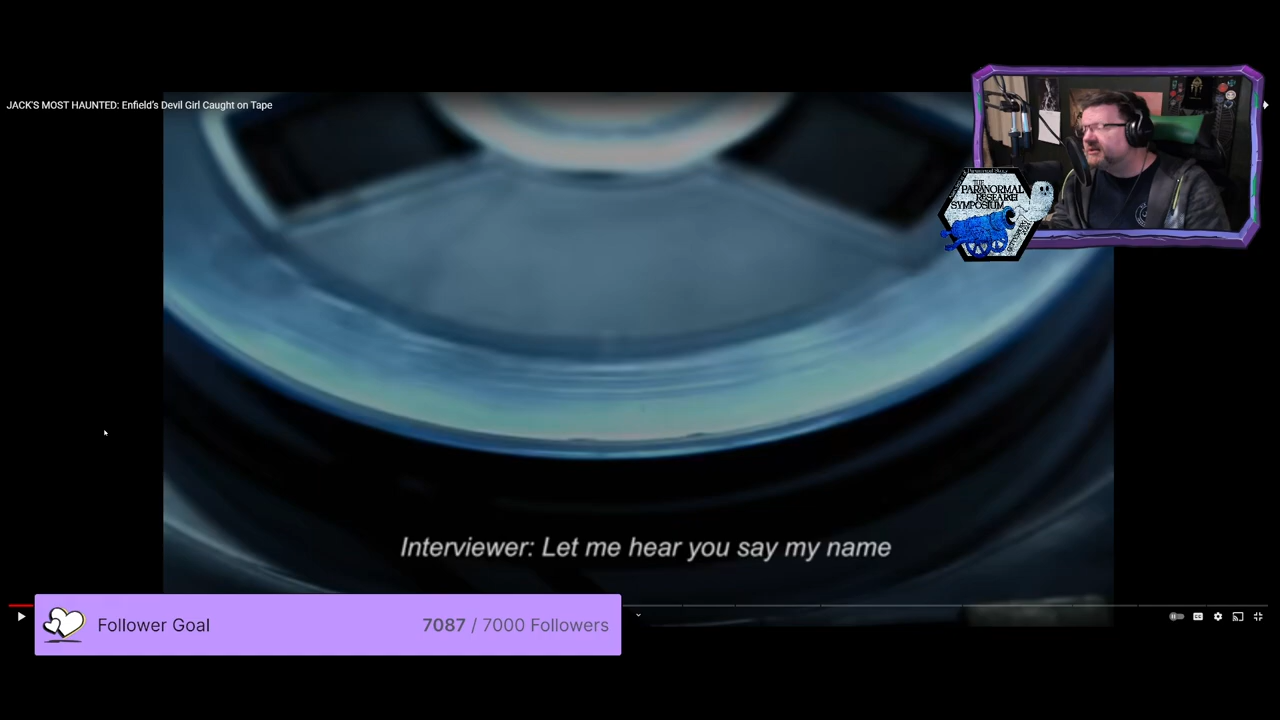 JACK'S MOST HAUNTED: Enfield's Devil Girl Caught on Tape
THE
PARANORMAL
RESEARCH
SYMPOSIUM
Interviewer: Let me hear you say my name
Follower Goal
7087 / 7000 Followers
CC